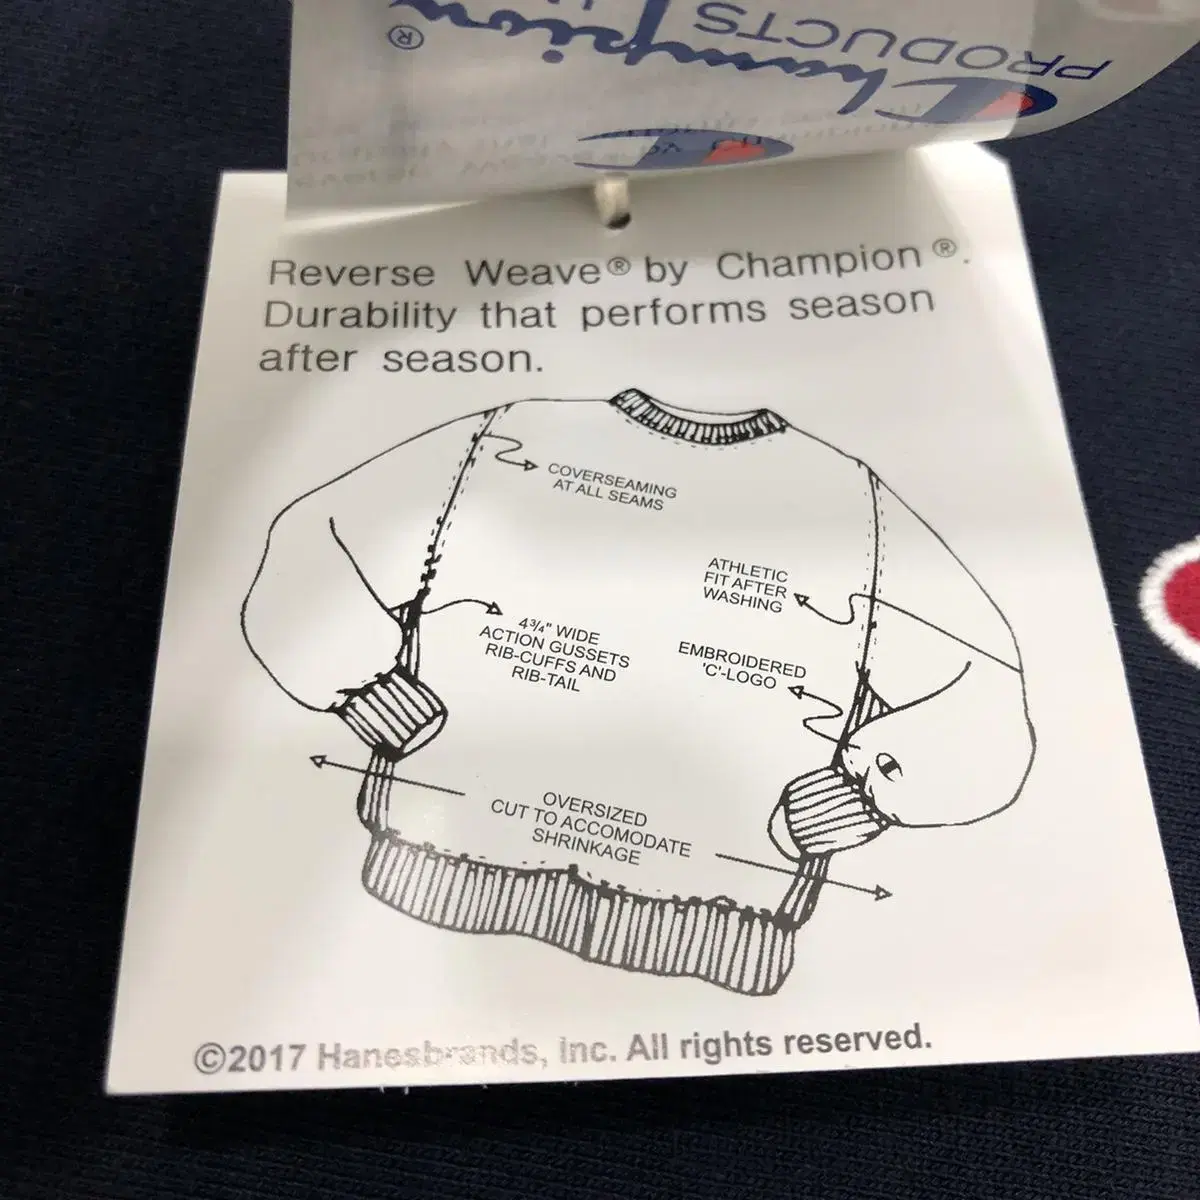 Champion®
PRODUCTS
Reverse Weave® by Champion®.
Durability that performs season
after season.
COVERSEAMING
AT ALL SEAMS
ATHLETIC
FIT AFTER
WASHING
4¾" WIDE
ACTION GUSSETS
RIB-CUFFS AND
RIB-TAIL
EMBROIDERED
'C'-LOGO
OVERSIZED
CUT TO ACCOMODATE
SHRINKAGE
©2017 Hanesbrands, Inc. All rights reserved.